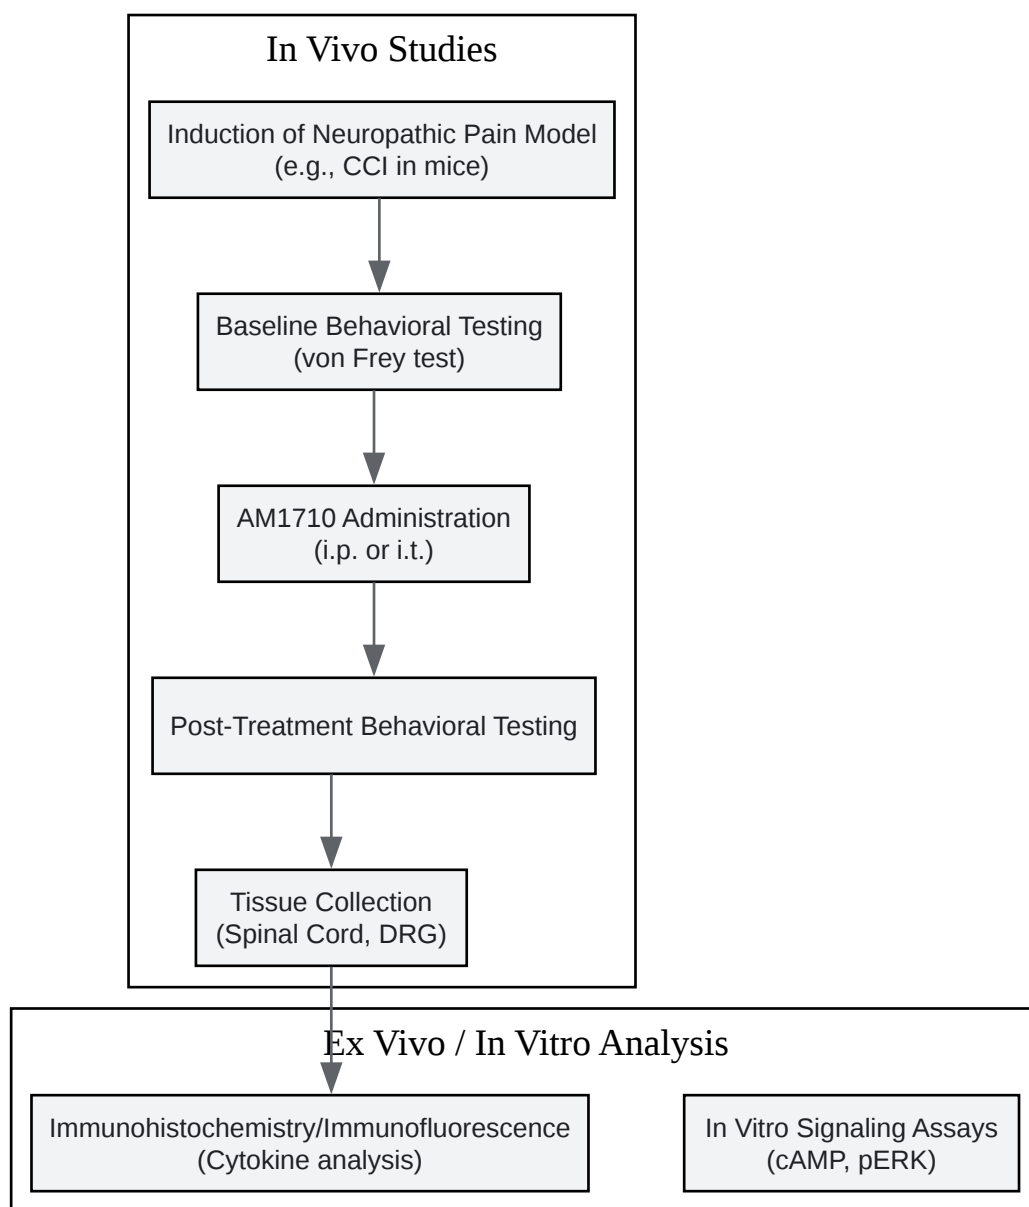 In Vivo Studies
Induction of Neuropathic Pain Model
(e.g., CCI in mice)
Baseline Behavioral Testing
(von Frey test)
AM1710 Administration
(i.p. or i.t.)
Post-Treatment Behavioral Testing
Tissue Collection
(Spinal Cord, DRG)
Ex Vivo / In Vitro Analysis
Immunohistochemistry/Immunofluorescence
(Cytokine analysis)
In Vitro Signaling Assays
(cAMP, pERK)